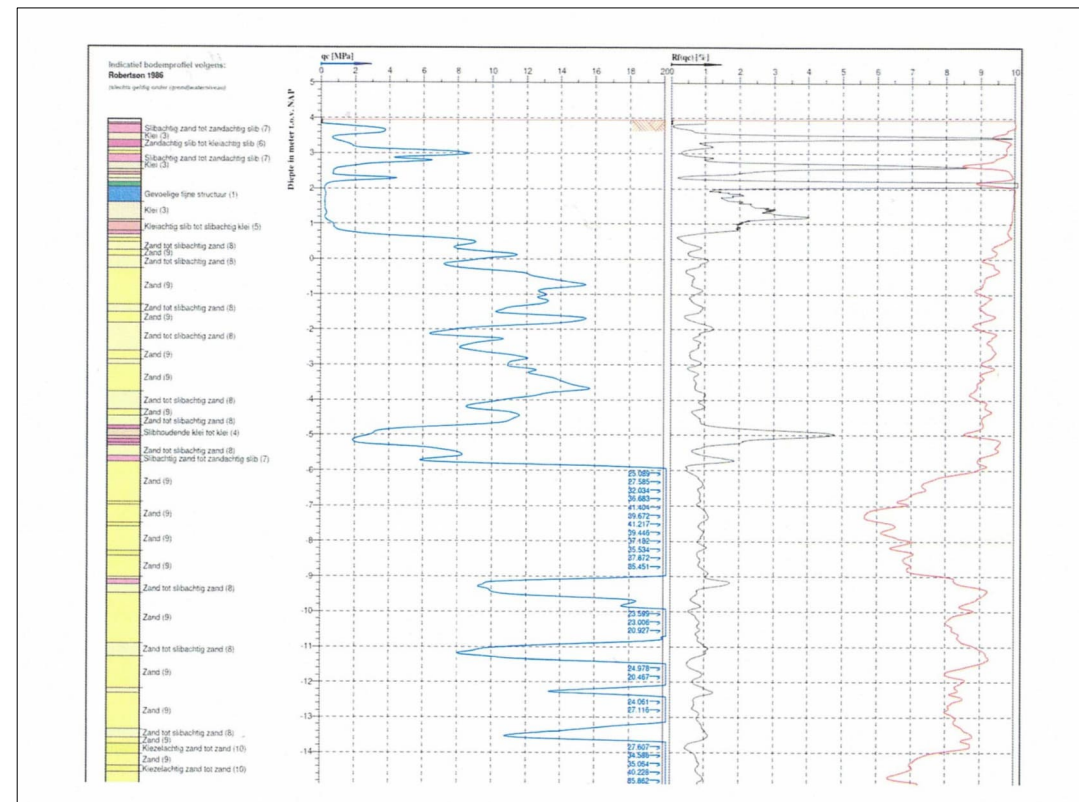 Indicatief bodemprofiel volgens:
Robertson 1986
(slechts geldig onder grondwaterniveau)
qc [MPa]
0 2 4 6 8 10 12 14 16 18 20
Rf(qc) [%]
0 1 2 3 4 5 6 7 8 9 10
Diepte in meter t.o.v. NAP
5
4
3
2
1
0
-1
-2
-3
-4
-5
-6
-7
-8
-9
-10
-11
-12
-13
-14
Slibachtig zand tot zandachtig slib (7)
Klei (3)
Zandachtig slib tot kleiachtig slib (6)
Slibachtig zand tot zandachtig slib (7)
Klei (3)
Gevoelige fijne structuur (1)
Klei (3)
Kleiachtig slib tot slibachtig klei (5)
Zand tot slibachtig zand (8)
Zand (9)
Zand tot slibachtig zand (8)
Zand (9)
Zand tot slibachtig zand (8)
Zand (9)
Zand tot slibachtig zand (8)
Zand (9)
Zand (9)
Zand tot slibachtig zand (8)
Zand (9)
Zand tot slibachtig zand (8)
Slibhoudende klei tot klei (4)
Zand tot slibachtig zand (8)
Slibachtig zand tot zandachtig slib (7)
Zand (9)
Zand (9)
Zand (9)
Zand tot slibachtig zand (8)
Zand (9)
Zand tot slibachtig zand (8)
Zand (9)
Zand (9)
Zand tot slibachtig zand (8)
Zand (9)
Kiezelachtig zand tot zand (10)
Zand (9)
Kiezelachtig zand tot zand (10)
27.585
32.034
36.683
41.404
39.672
41.217
39.446
37.182
35.534
37.872
35.451
23.006
20.927
24.978
20.467
24.061
27.116
27.607
34.586
35.064
40.228
35.862